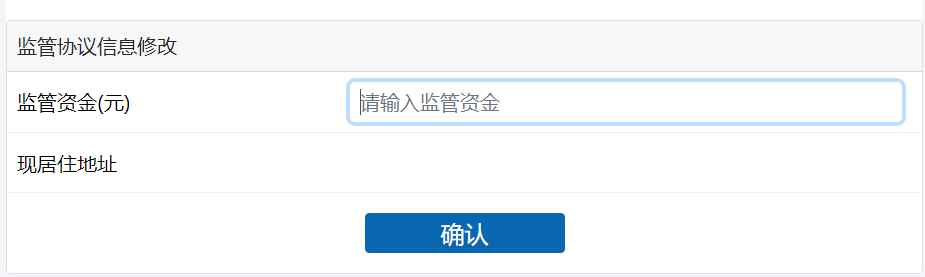 监管协议信息修改
监管资金(元)
请输入监管资金
现居住地址
确认